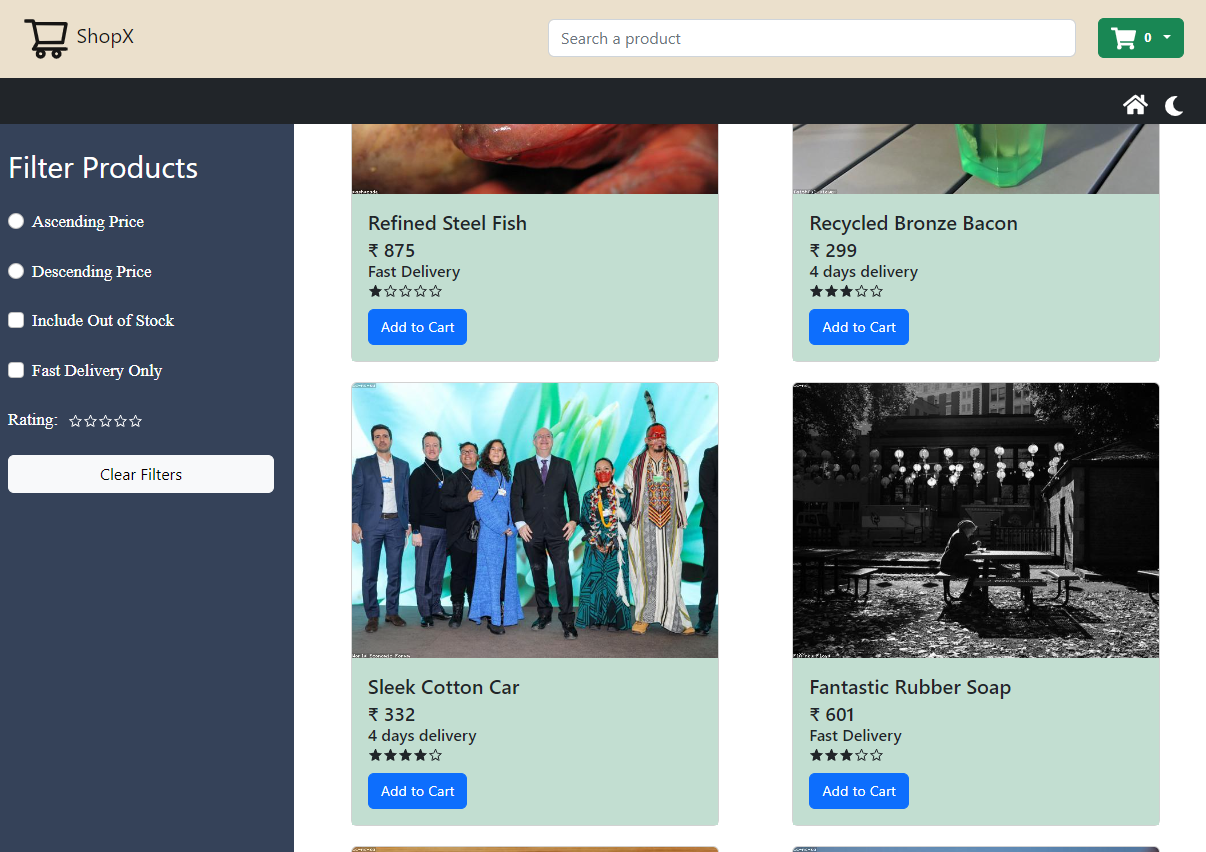 ShopX
Search a product
0
Filter Products
Ascending Price
Descending Price
Include Out of Stock
Fast Delivery Only
Rating:
Clear Filters
Refined Steel Fish
₹ 875
Fast Delivery
Add to Cart
Recycled Bronze Bacon
₹ 299
4 days delivery
Add to Cart
World Economic Forum
Sleek Cotton Car
₹ 332
4 days delivery
Add to Cart
Fantastic Rubber Soap
₹ 601
Fast Delivery
Add to Cart